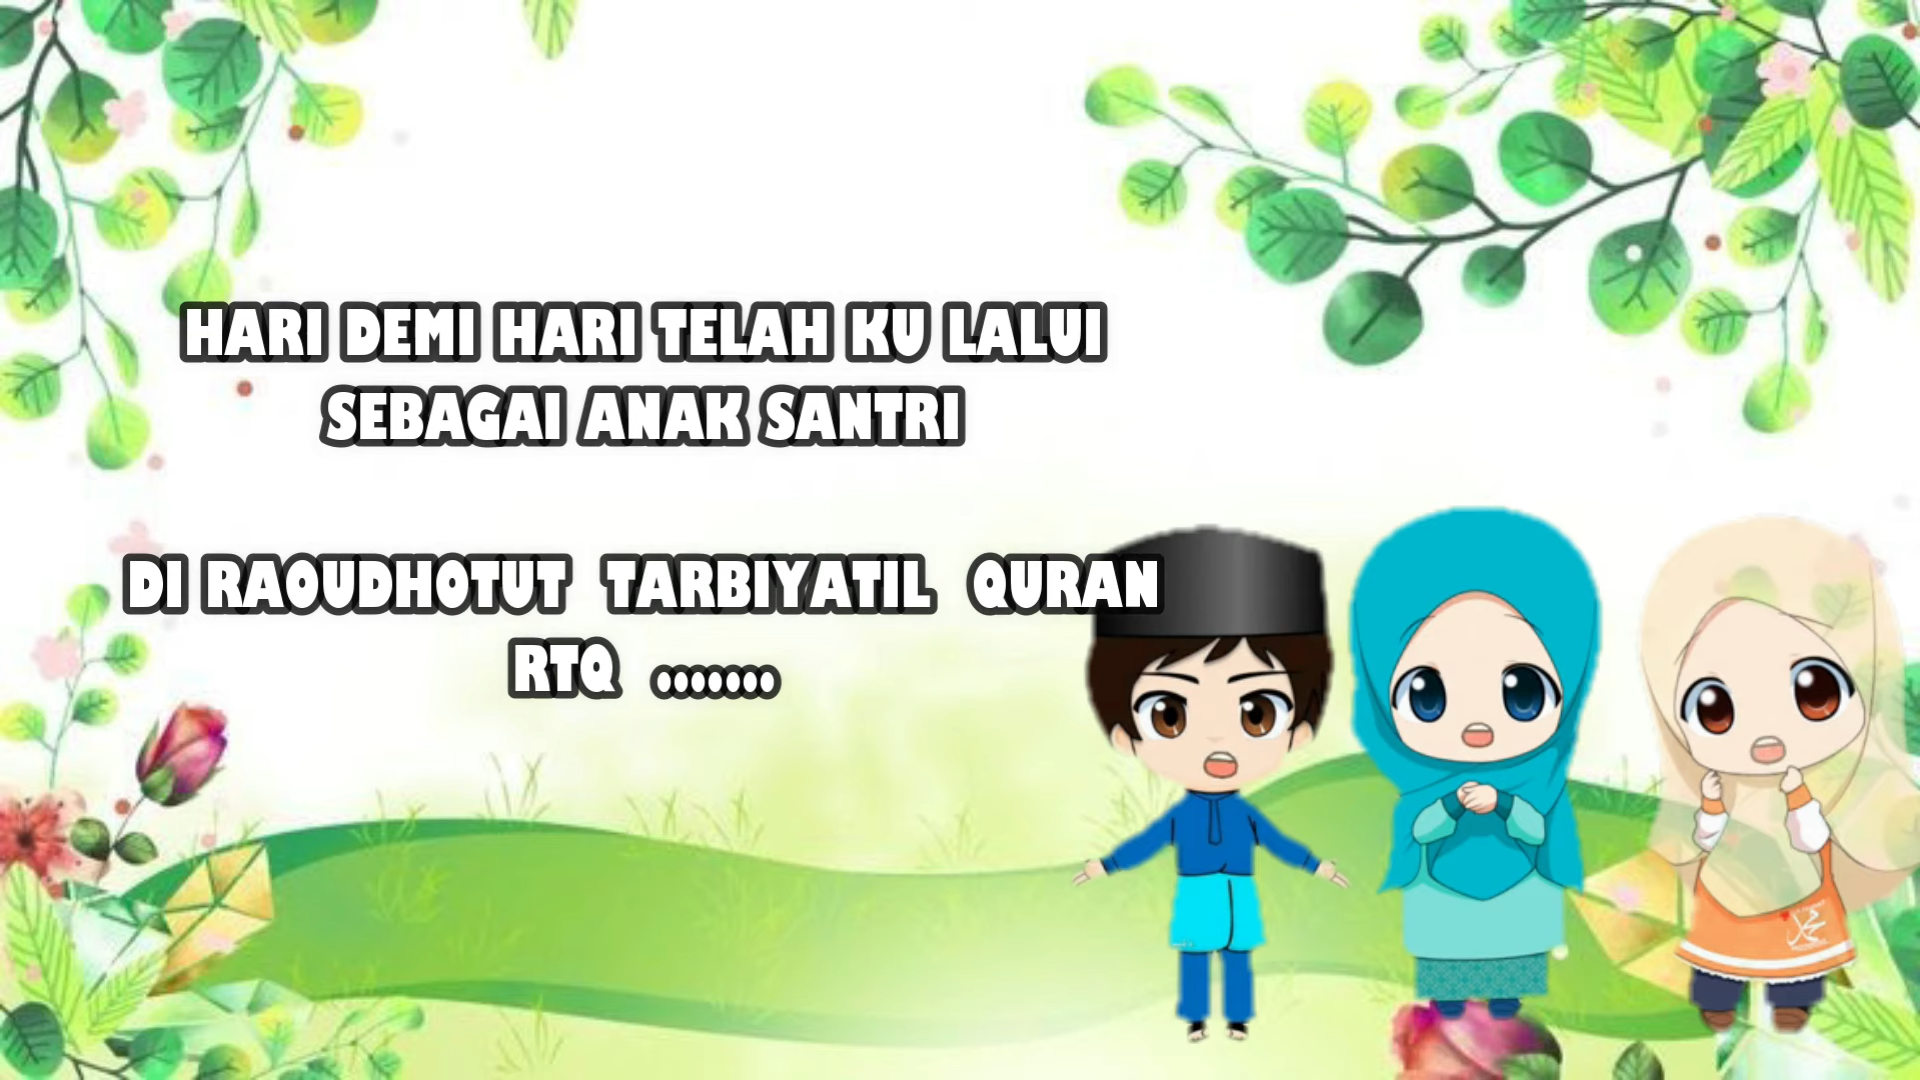 HARI DEMI HARI TELAH KU LALUI
SEBAGAI ANAK SANTRI
DI RAOUDHOTUT TARBIYATIL QURAN
RTQ .......